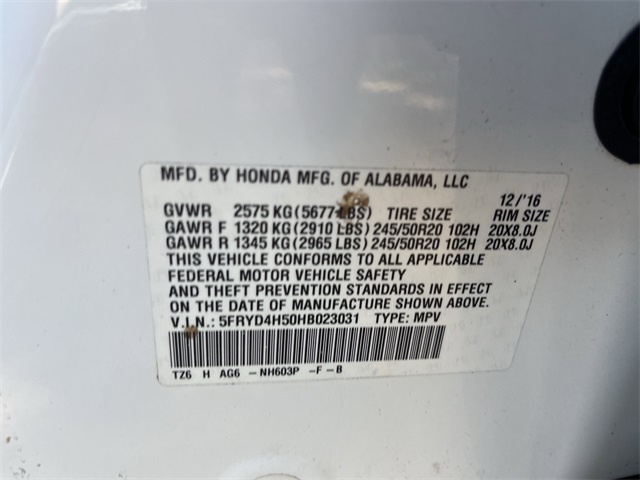 MFD. BY HONDA MFG. OF ALABAMA, LLC
12/'16
GVWR 2575 KG (5677 LBS) TIRE SIZE RIM SIZE
GAWR F 1320 KG (2910 LBS) 245/50R20 102H 20X8.0J
GAWR R 1345 KG (2965 LBS) 245/50R20 102H 20X8.0J
THIS VEHICLE CONFORMS TO ALL APPLICABLE
FEDERAL MOTOR VEHICLE SAFETY
AND THEFT PREVENTION STANDARDS IN EFFECT
ON THE DATE OF MANUFACTURE SHOWN ABOVE.
V.I.N.: 5FRYD4H50HB023031 TYPE: MPV
TZ6 H AG6 - NH603P -F-B